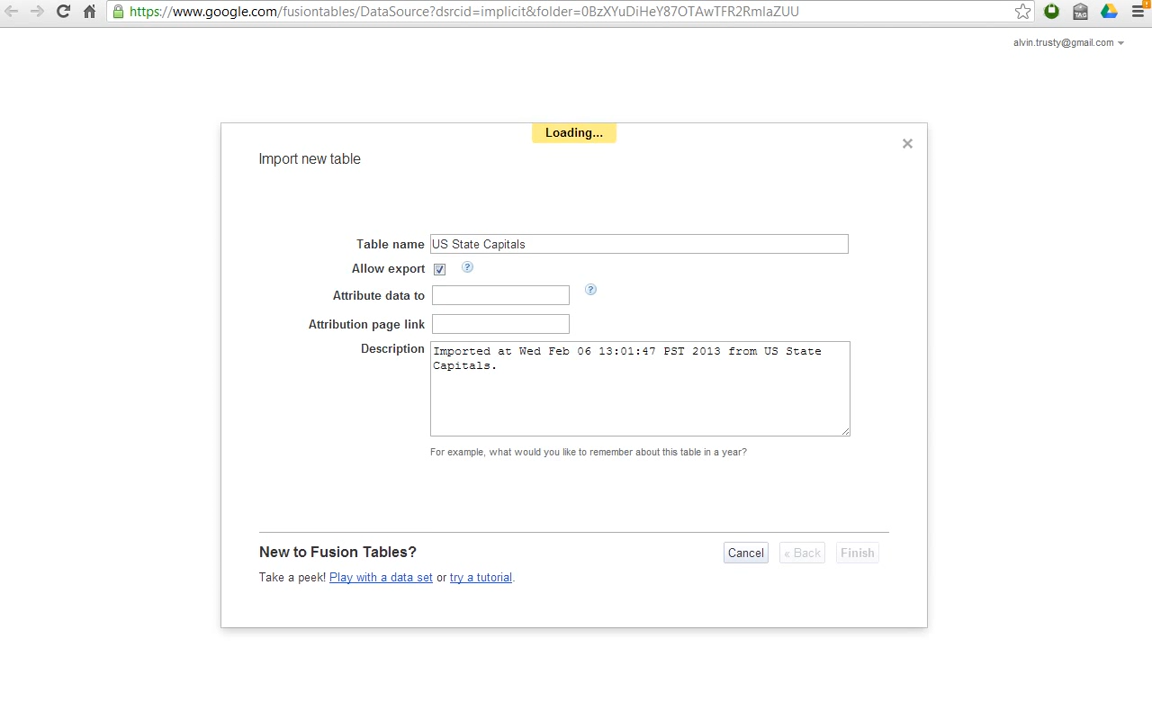 https://www.google.com/fusiontables/DataSource?dsrcid=implicit&folder=0BzXYuDiHeY87OTAwTFR2RmlaZUU
TAG
alvin.trusty@gmail.com
Loading...
Import new table
Table name US State Capitals
Allow export ?
Attribute data to ?
Attribution page link
Description Imported at Wed Feb 06 13:01:47 PST 2013 from US State
Capitals.
For example, what would you like to remember about this table in a year?
New to Fusion Tables? Cancel « Back Finish
Take a peek! Play with a data set or try a tutorial.